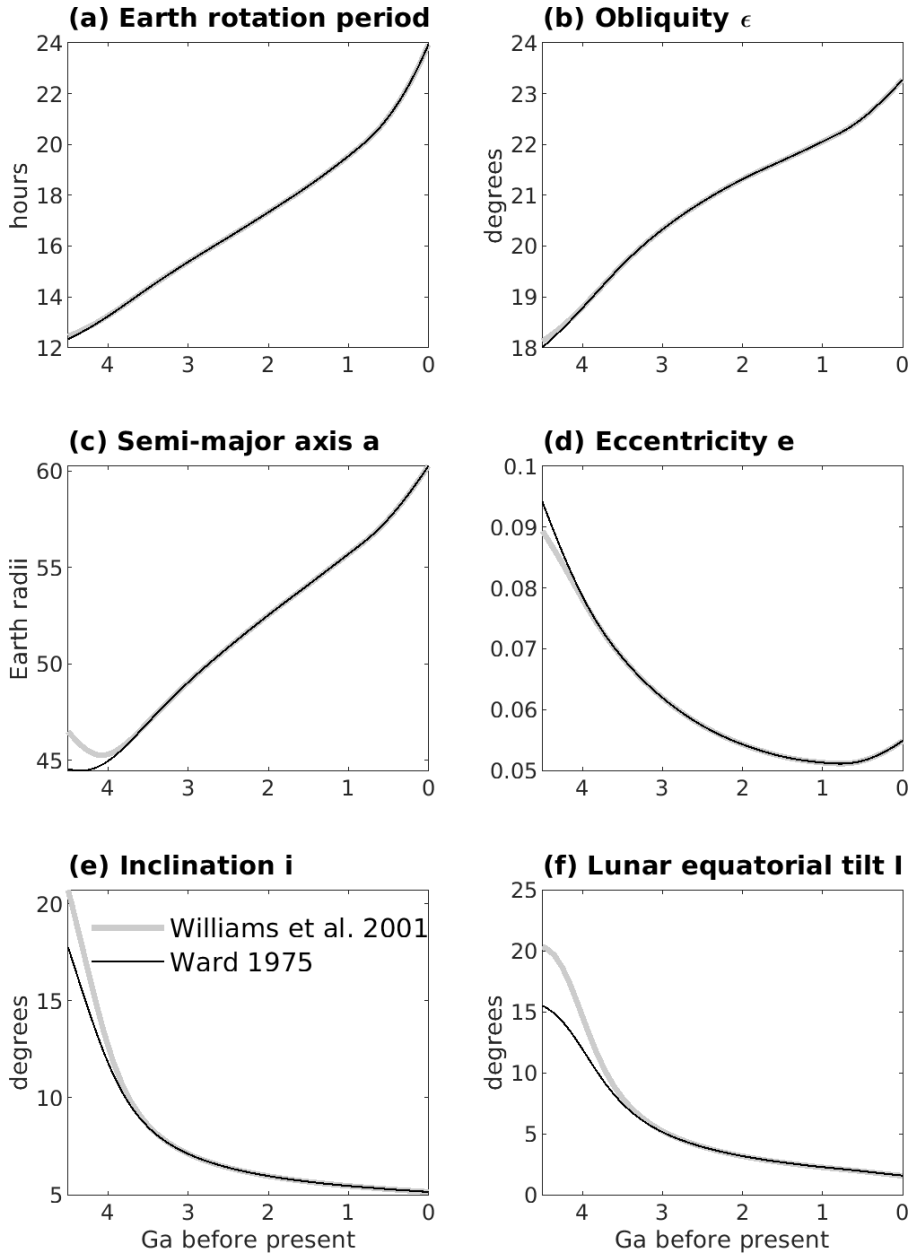 (a) Earth rotation period
24
22
20
18
16
14
12
hours
4 3 2 1 0
(b) Obliquity ϵ
24
23
22
21
20
19
18
degrees
4 3 2 1 0
(c) Semi-major axis a
60
55
50
45
Earth radii
4 3 2 1 0
(d) Eccentricity e
0.1
0.09
0.08
0.07
0.06
0.05
4 3 2 1 0
(e) Inclination i
20
15
10
5
degrees
Williams et al. 2001
Ward 1975
4 3 2 1 0
Ga before present
(f) Lunar equatorial tilt I
25
20
15
10
5
0
degrees
4 3 2 1 0
Ga before present